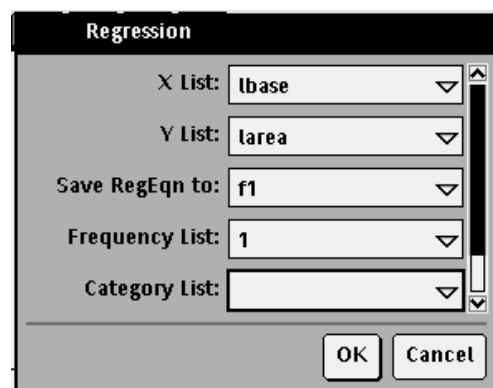 Regression
X List: lbase
Y List: larea
Save RegEqn to: f1
Frequency List: 1
Category List:
OK Cancel